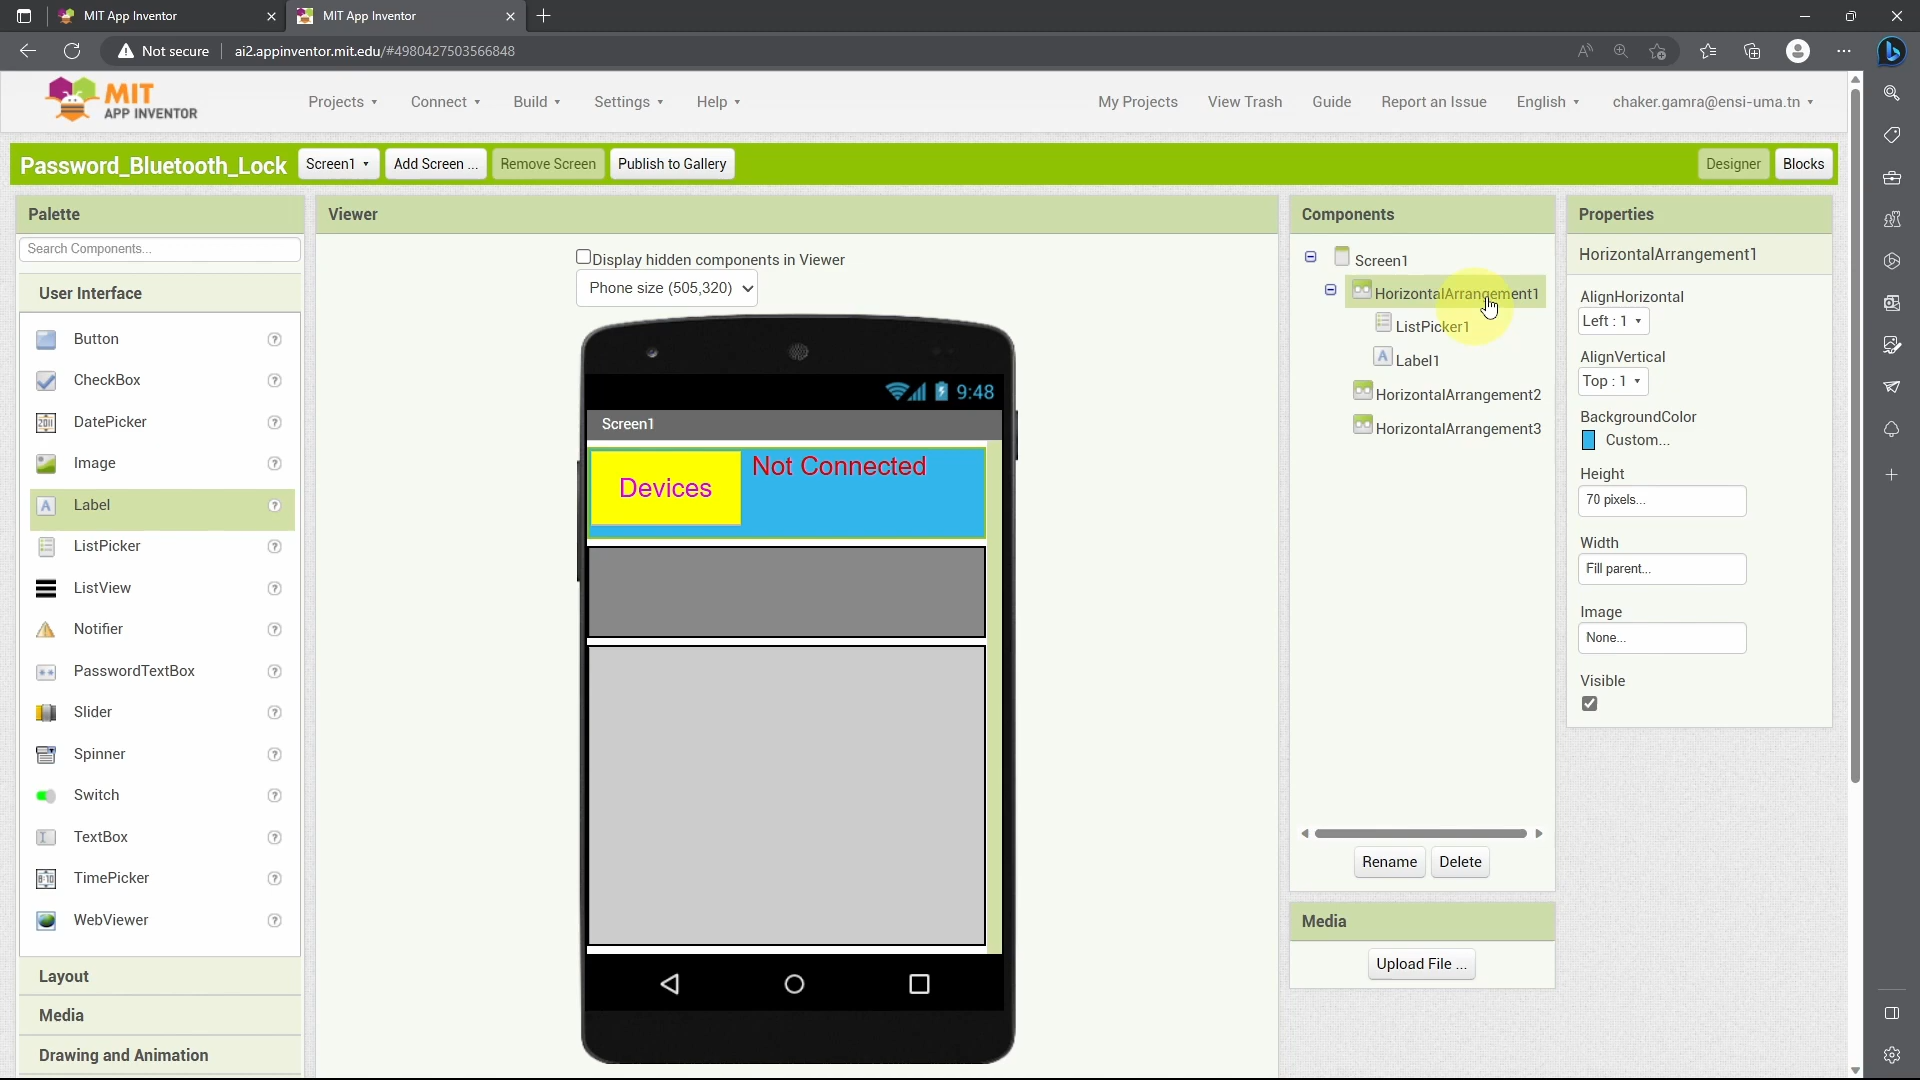 MIT App Inventor
MIT App Inventor
Not secure
ai2.appinventor.mit.edu/#4980427503566848
MIT
APP INVENTOR
Projects
Connect
Build
Settings
Help
My Projects
View Trash
Guide
Report an Issue
English
chaker.gamra@ensi-uma.tn
Password_Bluetooth_Lock
Screen1
Add Screen ...
Remove Screen
Publish to Gallery
Designer
Blocks
Palette
Search Components...
User Interface
Button
CheckBox
DatePicker
Image
Label
ListPicker
ListView
Notifier
PasswordTextBox
Slider
Spinner
Switch
TextBox
TimePicker
WebViewer
Layout
Media
Drawing and Animation
Viewer
Display hidden components in Viewer
Phone size (505,320)
9:48
Screen1
Devices
Not Connected
Components
Screen1
HorizontalArrangement1
ListPicker1
Label1
HorizontalArrangement2
HorizontalArrangement3
Rename
Delete
Media
Upload File ...
Properties
HorizontalArrangement1
AlignHorizontal
Left : 1
AlignVertical
Top : 1
BackgroundColor
Custom...
Height
70 pixels...
Width
Fill parent...
Image
None...
Visible